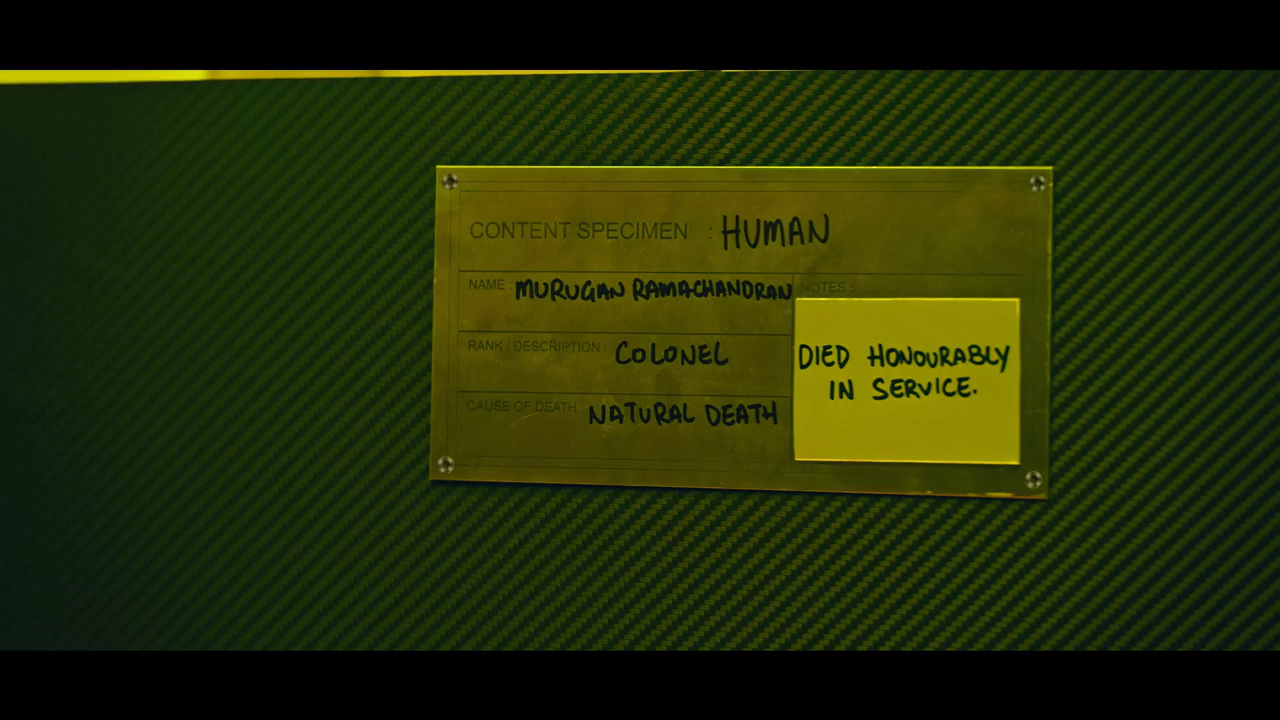 CONTENT SPECIMEN : HUMAN
NAME : MURUGAN RAMACHANDRAN
NOTES :
RANK / DESCRIPTION : COLONEL
CAUSE OF DEATH : NATURAL DEATH
DIED HONOURABLY
IN SERVICE.